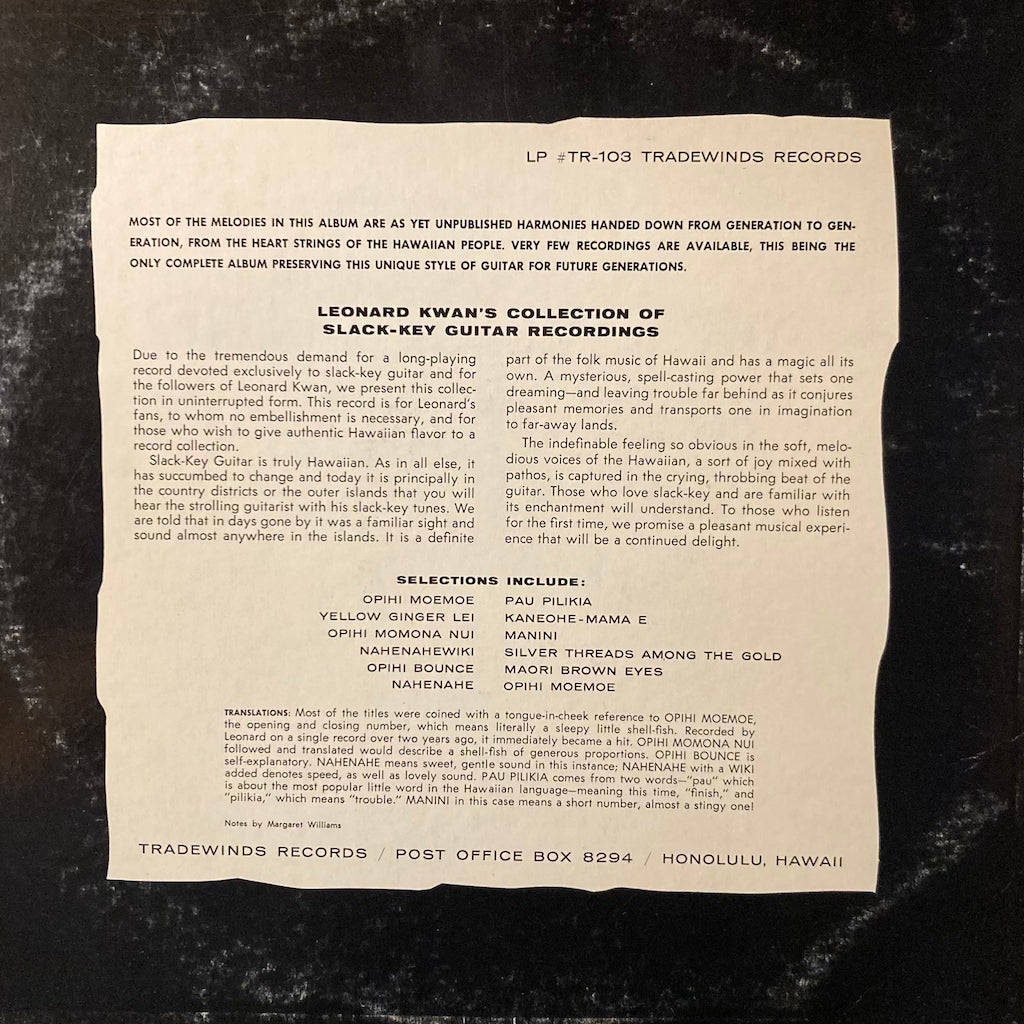 LP #TR-103 TRADEWINDS RECORDS
MOST OF THE MELODIES IN THIS ALBUM ARE AS YET UNPUBLISHED HARMONIES HANDED DOWN FROM GENERATION TO GEN-
ERATION, FROM THE HEART STRINGS OF THE HAWAIIAN PEOPLE. VERY FEW RECORDINGS ARE AVAILABLE, THIS BEING THE
ONLY COMPLETE ALBUM PRESERVING THIS UNIQUE STYLE OF GUITAR FOR FUTURE GENERATIONS.
LEONARD KWAN'S COLLECTION OF
SLACK-KEY GUITAR RECORDINGS
Due to the tremendous demand for a long-playing
record devoted exclusively to slack-key guitar and for
the followers of Leonard Kwan, we present this collec-
tion in uninterrupted form. This record is for Leonard's
fans, to whom no embellishment is necessary, and for
those who wish to give authentic Hawaiian flavor to a
record collection.
Slack-Key Guitar is truly Hawaiian. As in all else, it
has succumbed to change and today it is principally in
the country districts or the outer islands that you will
hear the strolling guitarist with his slack-key tunes. We
are told that in days gone by it was a familiar sight and
sound almost anywhere in the islands. It is a definite
part of the folk music of Hawaii and has a magic all its
own. A mysterious, spell-casting power that sets one
dreaming—and leaving trouble far behind as it conjures
pleasant memories and transports one in imagination
to far-away lands.
The indefinable feeling so obvious in the soft, melo-
dious voices of the Hawaiian, a sort of joy mixed with
pathos, is captured in the crying, throbbing beat of the
guitar. Those who love slack-key and are familiar with
its enchantment will understand. To those who listen
for the first time, we promise a pleasant musical experi-
ence that will be a continued delight.
SELECTIONS INCLUDE:
OPIHI MOEMOE
YELLOW GINGER LEI
OPIHI MOMONA NUI
NAHENAHEWIKI
OPIHI BOUNCE
NAHENAHE
PAU PILIKIA
KANEOHE-MAMA E
MANINI
SILVER THREADS AMONG THE GOLD
MAORI BROWN EYES
OPIHI MOEMOE
TRANSLATIONS: Most of the titles were coined with a tongue-in-cheek reference to OPIHI MOEMOE,
the opening and closing number, which means literally a sleepy little shell-fish. Recorded by
Leonard on a single record over two years ago, it immediately became a hit. OPIHI MOMONA NUI
followed and translated would describe a shell-fish of generous proportions. OPIHI BOUNCE is
self-explanatory. NAHENAHE means sweet, gentle sound in this instance; NAHENAHE with a WIKI
added denotes speed, as well as lovely sound. PAU PILIKIA comes from two words—"pau" which
is about the most popular little word in the Hawaiian language—meaning this time, "finish," and
"pilikia," which means "trouble." MANINI in this case means a short number, almost a stingy one!
Notes by Margaret Williams
TRADEWINDS RECORDS / POST OFFICE BOX 8294 / HONOLULU, HAWAII